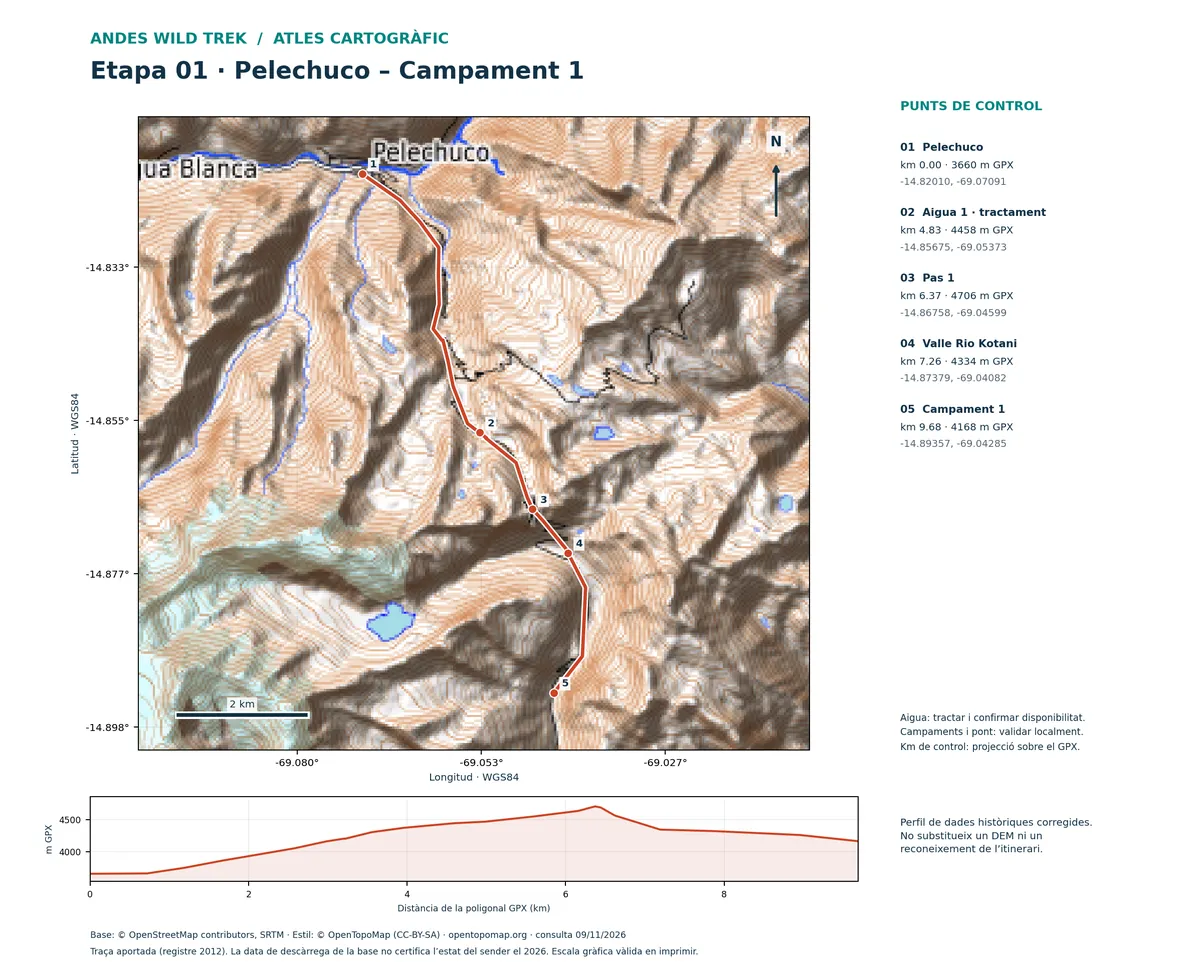 ANDES WILD TREK / ATLES CARTOGRÀFIC
Etapa 01 · Pelechuco – Campament 1
PUNTS DE CONTROL
01 Pelechuco
km 0.00 · 3660 m GPX
-14.82010, -69.07091
02 Aigua 1 · tractament
km 4.83 · 4458 m GPX
-14.85675, -69.05373
03 Pas 1
km 6.37 · 4706 m GPX
-14.86758, -69.04599
04 Valle Rio Kotani
km 7.26 · 4334 m GPX
-14.87379, -69.04082
05 Campament 1
km 9.68 · 4168 m GPX
-14.89357, -69.04285
N
Pelechuco
gua Blanca
1
2
3
4
5
2 km
-14.833°
-14.855°
-14.877°
-14.898°
Latitud · WGS84
-69.080°
-69.053°
-69.027°
Longitud · WGS84
Aigua: tractar i confirmar disponibilitat.
Campaments i pont: validar localment.
Km de control: projecció sobre el GPX.
4500
4000
m GPX
0
2
4
6
8
Distància de la poligonal GPX (km)
Perfil de dades històriques corregides.
No substitueix un DEM ni un
reconeixement de l’itinerari.
Base: © OpenStreetMap contributors, SRTM · Estil: © OpenTopoMap (CC-BY-SA) · opentopomap.org · consulta 09/11/2026
Traça aportada (registre 2012). La data de descàrrega de la base no certifica l’estat del sender el 2026. Escala gràfica vàlida en imprimir.